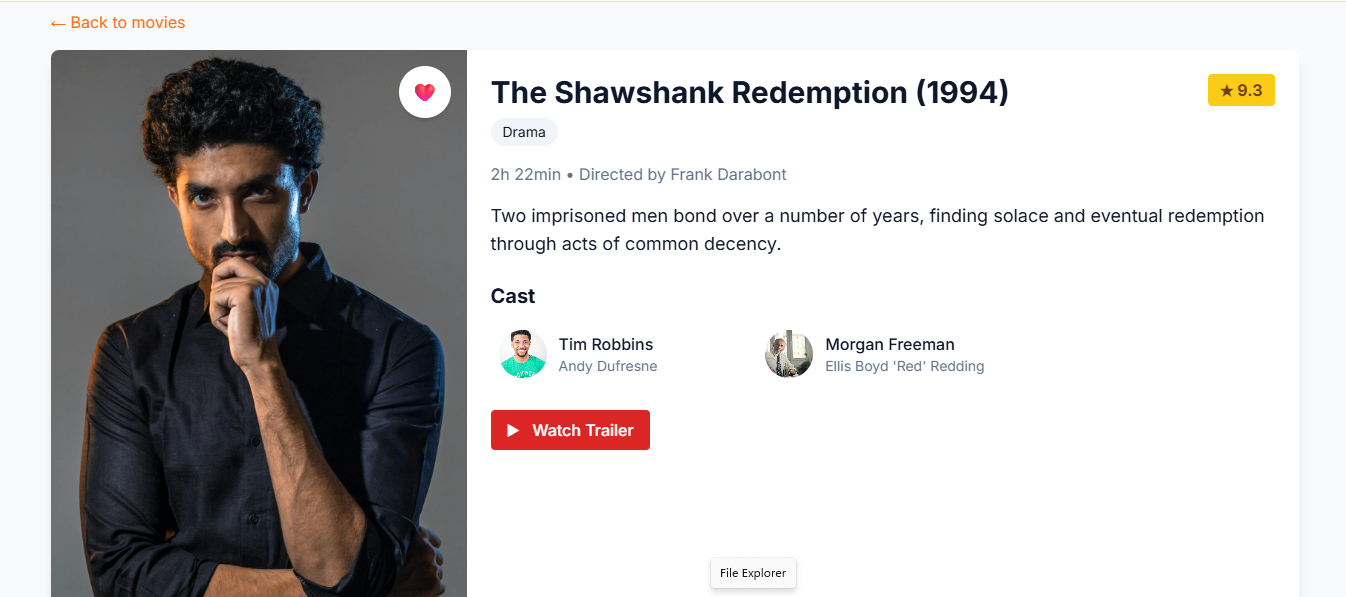 ← Back to movies
The Shawshank Redemption (1994)
★ 9.3
Drama
2h 22min • Directed by Frank Darabont
Two imprisoned men bond over a number of years, finding solace and eventual redemption
through acts of common decency.
Cast
Tim Robbins
Andy Dufresne
Morgan Freeman
Ellis Boyd 'Red' Redding
▶ Watch Trailer
File Explorer